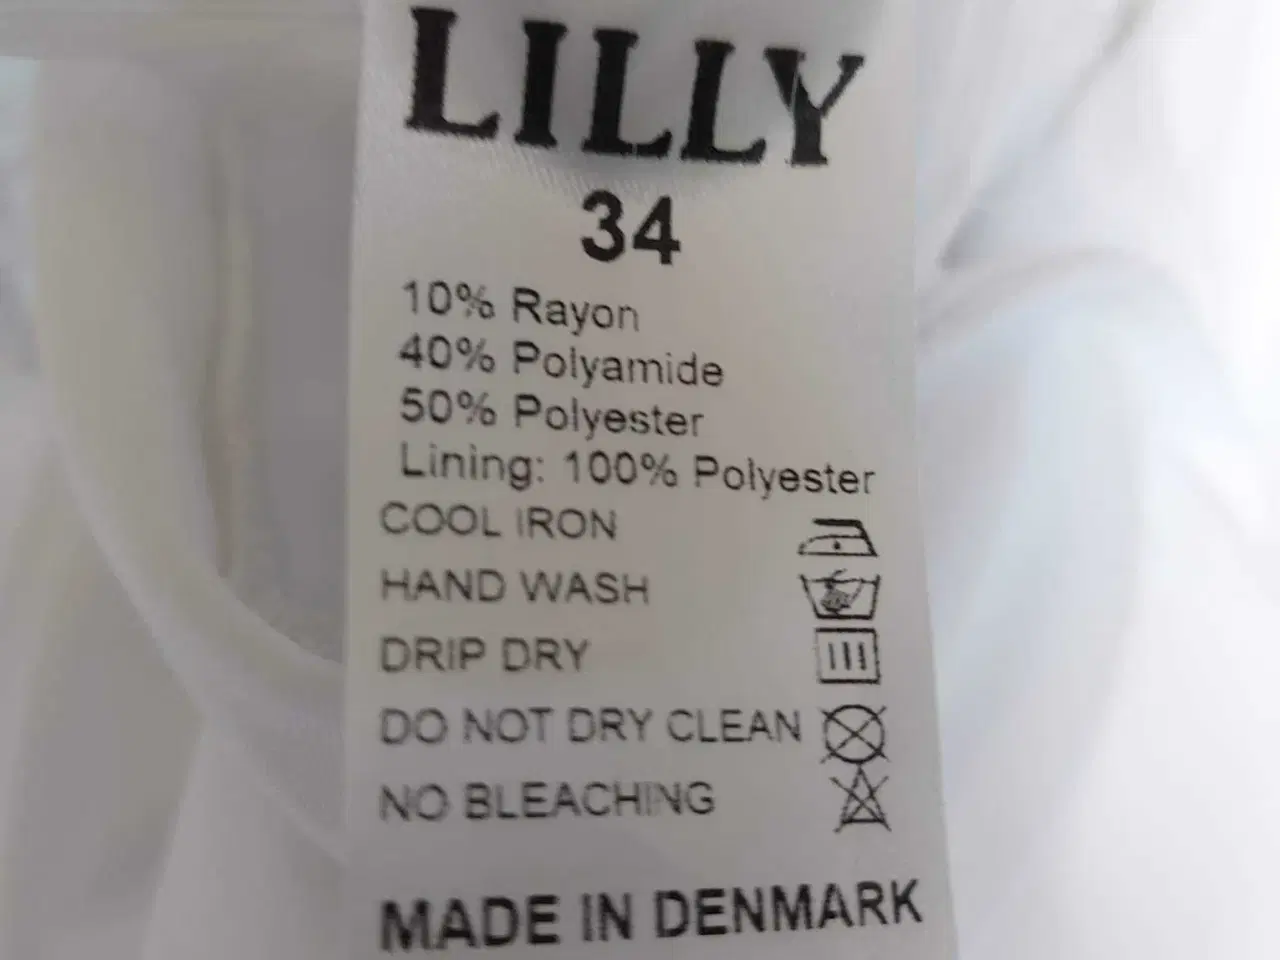 LILLY
34
10% Rayon
40% Polyamide
50% Polyester
Lining: 100% Polyester
COOL IRON
HAND WASH
DRIP DRY
DO NOT DRY CLEAN
NO BLEACHING
MADE IN DENMARK